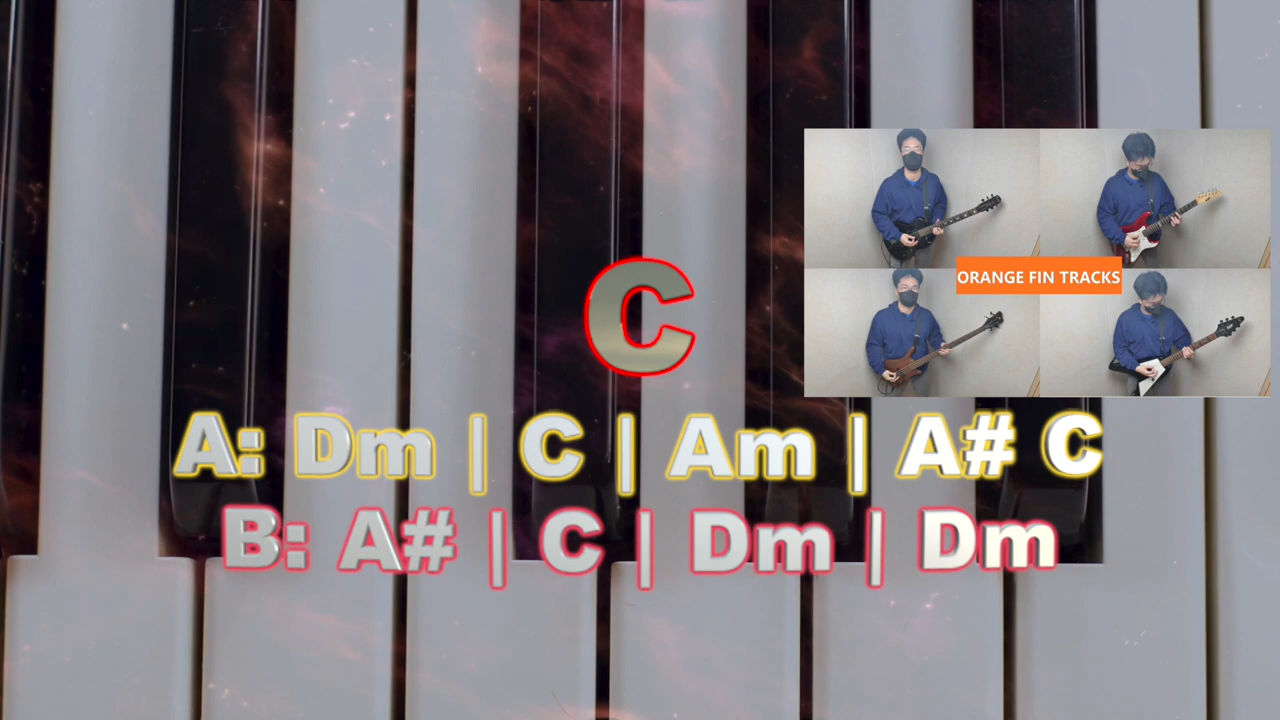 ORANGE FIN TRACKS
C
A: Dm | C | Am | A# C
B: A# | C | Dm | Dm